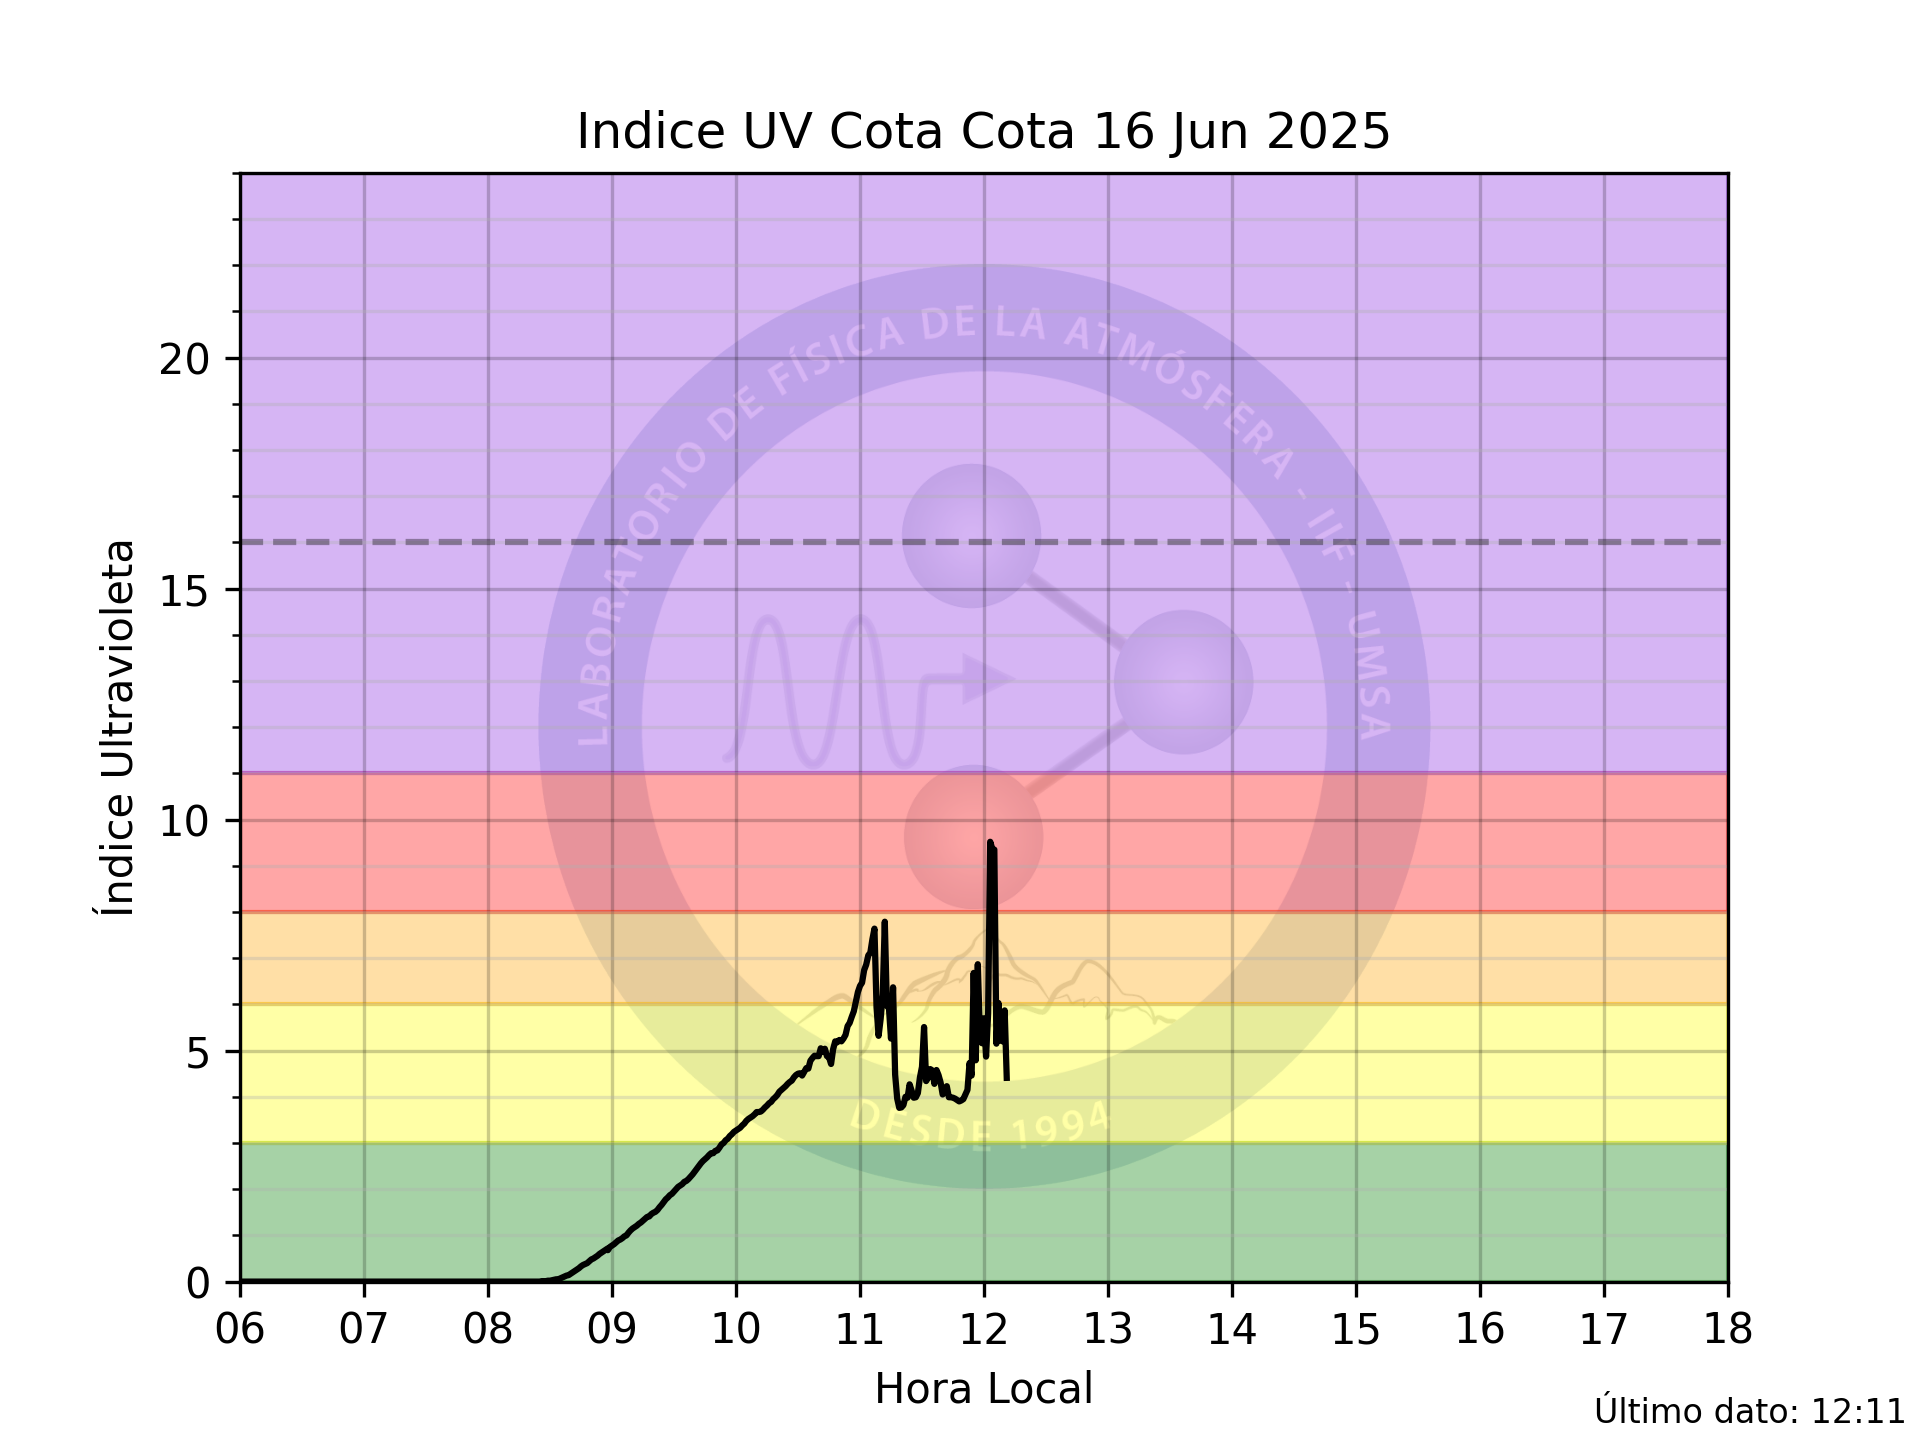 Indice UV Cota Cota 16 Jun 2025
LABORATORIO DE FÍSICA DE LA ATMÓSFERA - IIF - UMSA
20
15
10
5
0
Índice Ultravioleta
DESDE 1994
06 07 08 09 10 11 12 13 14 15 16 17 18
Hora Local
Último dato: 12:11